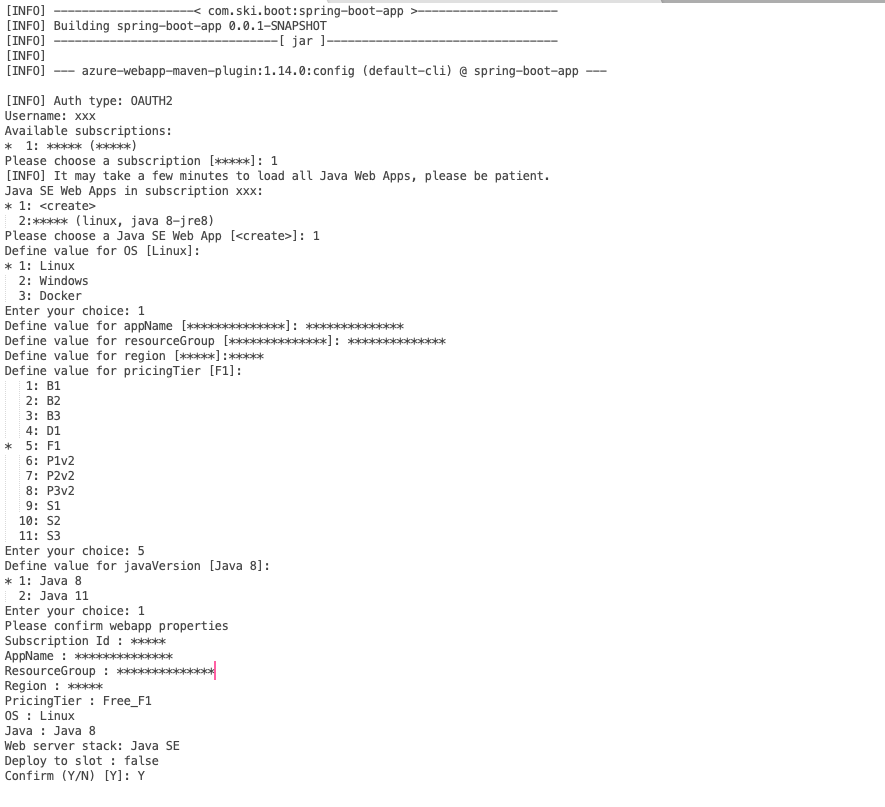 [INFO] --------------------< com.ski.boot:spring-boot-app >--------------------
[INFO] Building spring-boot-app 0.0.1-SNAPSHOT
[INFO] --------------------------------[ jar ]---------------------------------
[INFO]
[INFO] --- azure-webapp-maven-plugin:1.14.0:config (default-cli) @ spring-boot-app ---
[INFO] Auth type: OAUTH2
Username: xxx
Available subscriptions:
*  1: ***** (*****)
Please choose a subscription [*****]: 1
[INFO] It may take a few minutes to load all Java Web Apps, please be patient.
Java SE Web Apps in subscription xxx:
* 1: <create>
  2:***** (linux, java 8-jre8)
Please choose a Java SE Web App [<create>]: 1
Define value for OS [Linux]:
* 1: Linux
  2: Windows
  3: Docker
Enter your choice: 1
Define value for appName [**************]: **************
Define value for resourceGroup [**************]: **************
Define value for region [*****]:*****
Define value for pricingTier [F1]:
   1: B1
   2: B2
   3: B3
   4: D1
*  5: F1
   6: P1v2
   7: P2v2
   8: P3v2
   9: S1
  10: S2
  11: S3
Enter your choice: 5
Define value for javaVersion [Java 8]:
* 1: Java 8
  2: Java 11
Enter your choice: 1
Please confirm webapp properties
Subscription Id : *****
AppName : **************
ResourceGroup : **************
Region : *****
PricingTier : Free_F1
OS : Linux
Java : Java 8
Web server stack: Java SE
Deploy to slot : false
Confirm (Y/N) [Y]: Y